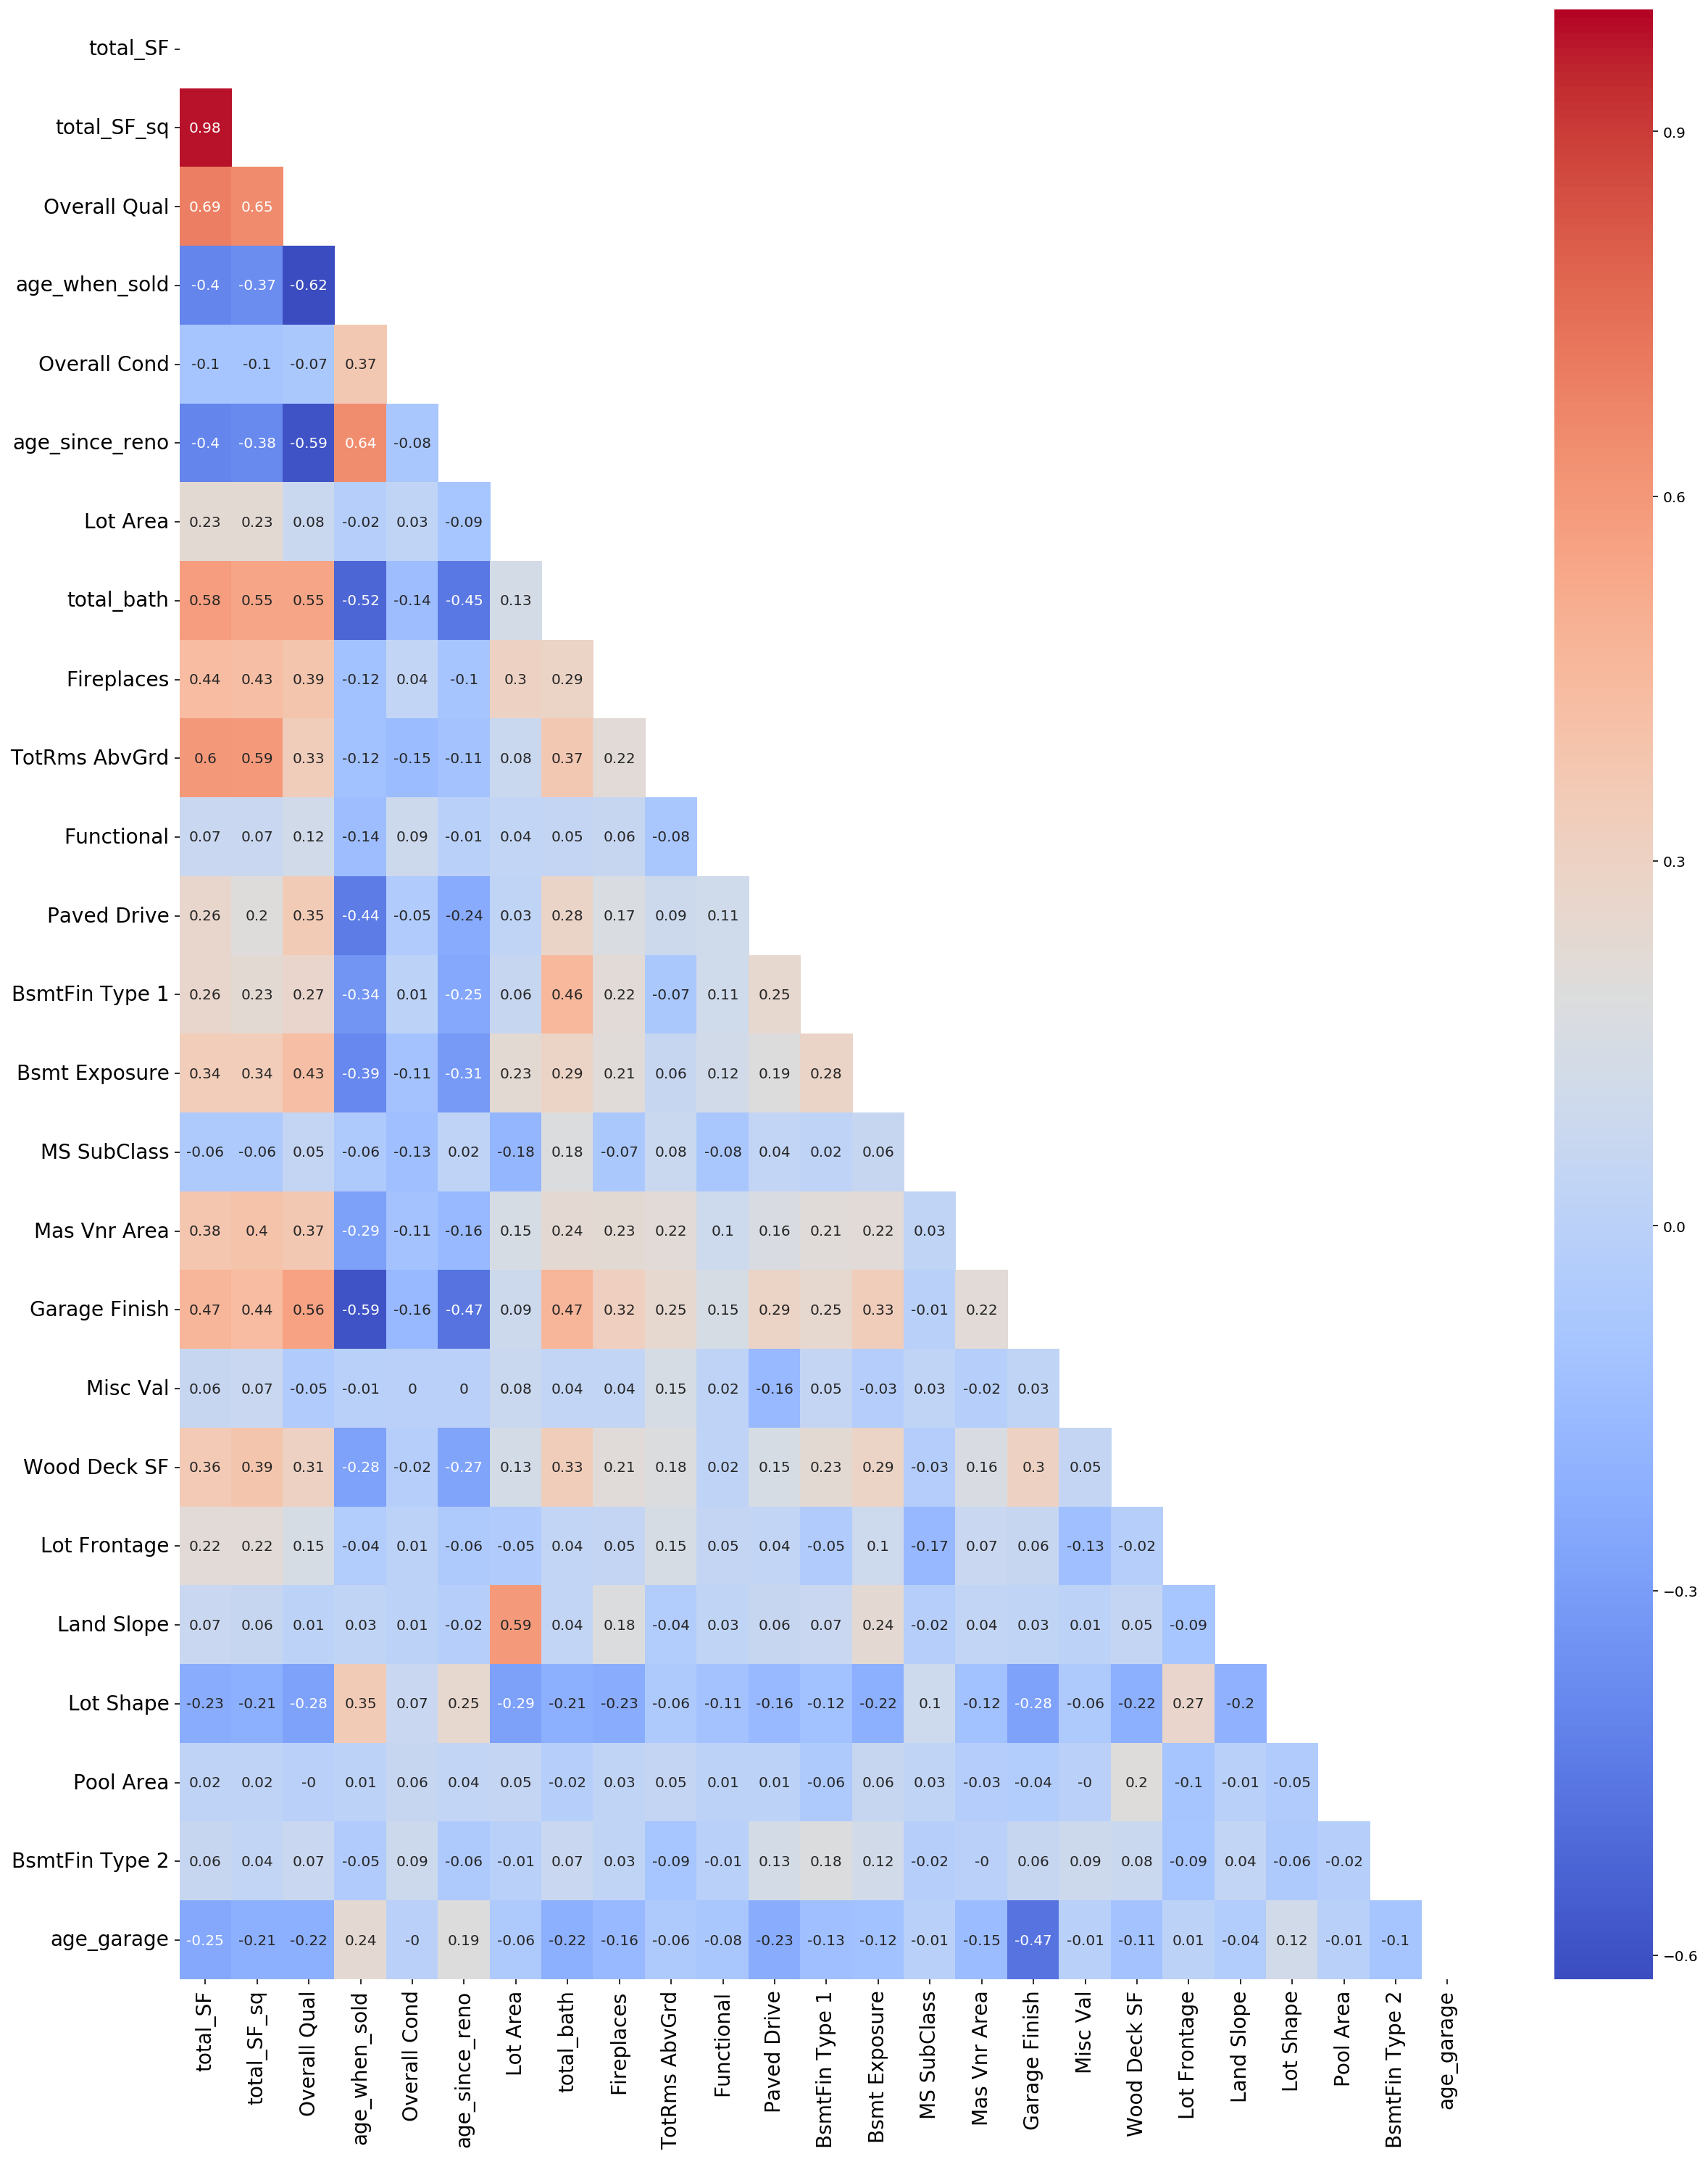 total_SF
total_SF_sq 0.98
Overall Qual 0.69 0.65
age_when_sold -0.4 -0.37 -0.62
Overall Cond -0.1 -0.1 -0.07 0.37
age_since_reno -0.4 -0.38 -0.59 0.64 -0.08
Lot Area 0.23 0.23 0.08 -0.02 0.03 -0.09
total_bath 0.58 0.55 0.55 -0.52 -0.14 -0.45 0.13
Fireplaces 0.44 0.43 0.39 -0.12 0.04 -0.1 0.3 0.29
TotRms AbvGrd 0.6 0.59 0.33 -0.12 -0.15 -0.11 0.08 0.37 0.22
Functional 0.07 0.07 0.12 -0.14 0.09 -0.01 0.04 0.05 0.06 -0.08
Paved Drive 0.26 0.2 0.35 -0.44 -0.05 -0.24 0.03 0.28 0.17 0.09 0.11
BsmtFin Type 1 0.26 0.23 0.27 -0.34 0.01 -0.25 0.06 0.46 0.22 -0.07 0.11 0.25
Bsmt Exposure 0.34 0.34 0.43 -0.39 -0.11 -0.31 0.23 0.29 0.21 0.06 0.12 0.19 0.28
MS SubClass -0.06 -0.06 0.05 -0.06 -0.13 0.02 -0.18 0.18 -0.07 0.08 -0.08 0.04 0.02 0.06
Mas Vnr Area 0.38 0.4 0.37 -0.29 -0.11 -0.16 0.15 0.24 0.23 0.22 0.1 0.16 0.21 0.22 0.03
Garage Finish 0.47 0.44 0.56 -0.59 -0.16 -0.47 0.09 0.47 0.32 0.25 0.15 0.29 0.25 0.33 -0.01 0.22
Misc Val 0.06 0.07 -0.05 -0.01 0 0 0.08 0.04 0.04 0.15 0.02 -0.16 0.05 -0.03 0.03 -0.02 0.03
Wood Deck SF 0.36 0.39 0.31 -0.28 -0.02 -0.27 0.13 0.33 0.21 0.18 0.02 0.15 0.23 0.29 -0.03 0.16 0.3 0.05
Lot Frontage 0.22 0.22 0.15 -0.04 0.01 -0.06 -0.05 0.04 0.05 0.15 0.05 0.04 -0.05 0.1 -0.17 0.07 0.06 -0.13 -0.02
Land Slope 0.07 0.06 0.01 0.03 0.01 -0.02 0.59 0.04 0.18 -0.04 0.03 0.06 0.07 0.24 -0.02 0.04 0.03 0.01 0.05 -0.09
Lot Shape -0.23 -0.21 -0.28 0.35 0.07 0.25 -0.29 -0.21 -0.23 -0.06 -0.11 -0.16 -0.12 -0.22 0.1 -0.12 -0.28 -0.06 -0.22 0.27 -0.2
Pool Area 0.02 0.02 -0 0.01 0.06 0.04 0.05 -0.02 0.03 0.05 0.01 0.01 -0.06 0.06 0.03 -0.03 -0.04 -0 0.2 -0.1 -0.01 -0.05
BsmtFin Type 2 0.06 0.04 0.07 -0.05 0.09 -0.06 -0.01 0.07 0.03 -0.09 -0.01 0.13 0.18 0.12 -0.02 -0 0.06 0.09 0.08 -0.09 0.04 -0.06 -0.02
age_garage -0.25 -0.21 -0.22 0.24 -0 0.19 -0.06 -0.22 -0.16 -0.06 -0.08 -0.23 -0.13 -0.12 -0.01 -0.15 -0.47 -0.01 -0.11 0.01 -0.04 0.12 -0.01 -0.1
total_SF
total_SF_sq
Overall Qual
age_when_sold
Overall Cond
age_since_reno
Lot Area
total_bath
Fireplaces
TotRms AbvGrd
Functional
Paved Drive
BsmtFin Type 1
Bsmt Exposure
MS SubClass
Mas Vnr Area
Garage Finish
Misc Val
Wood Deck SF
Lot Frontage
Land Slope
Lot Shape
Pool Area
BsmtFin Type 2
age_garage
0.9
0.6
0.3
0.0
−0.3
−0.6